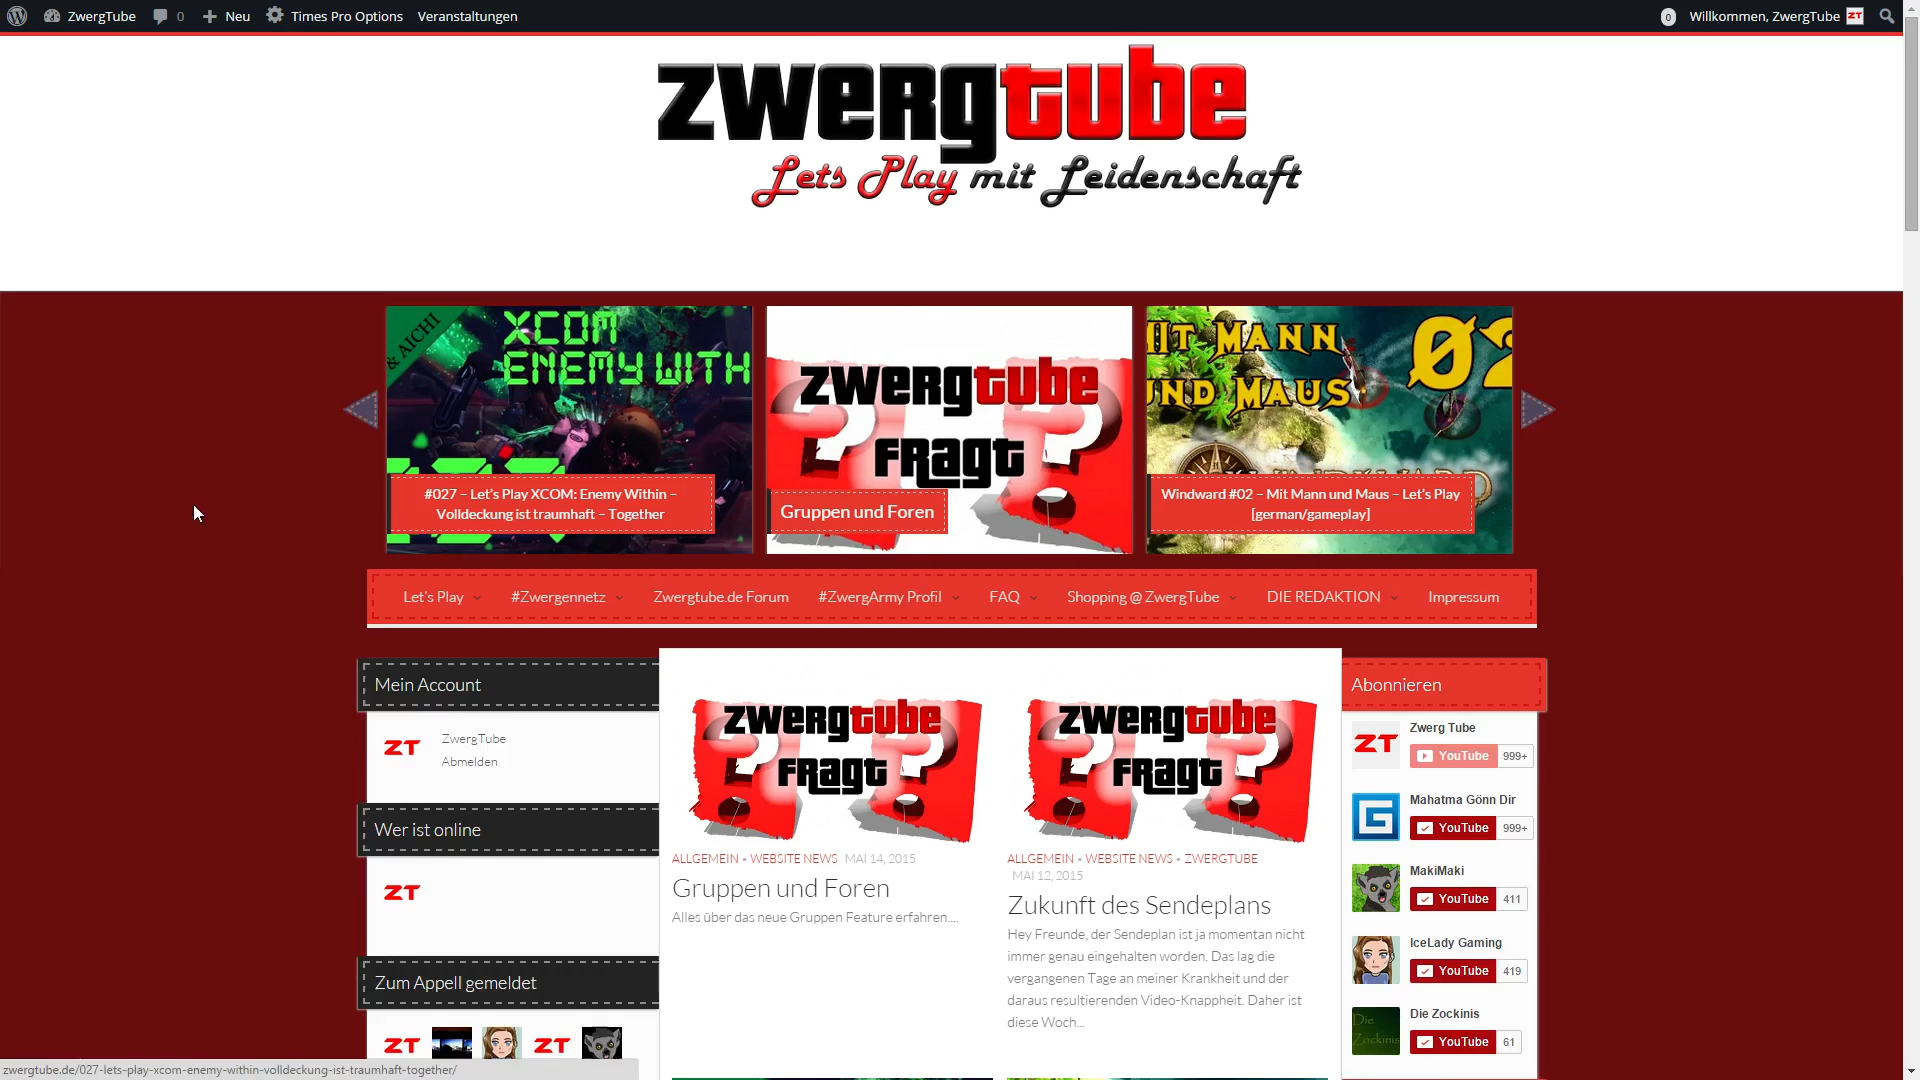 ZwergTube 0 Neu Times Pro Options Veranstaltungen 0 Willkommen, ZwergTube ZT
zwergtube
Lets Play mit Leidenschaft
& AICHI
XCOM
ENEMY WITH
#027 – Let's Play XCOM: Enemy Within –
Volldeckung ist traumhaft – Together
zwergtube
fragt
Gruppen und Foren
MIT MANN
UND MAUS
02
Windward #02 – Mit Mann und Maus – Let's Play
[german/gameplay]
Let's Play #Zwergennetz Zwergtube.de Forum #ZwergArmy Profil FAQ Shopping @ ZwergTube DIE REDAKTION Impressum
Mein Account
ZT
ZwergTube
Abmelden
Wer ist online
ZT
Zum Appell gemeldet
ZT ZT
zwergtube
fragt
ALLGEMEIN • WEBSITE NEWS MAI 14, 2015
Gruppen und Foren
Alles über das neue Gruppen Feature erfahren....
zwergtube
fragt
ALLGEMEIN • WEBSITE NEWS • ZWERGTUBE
MAI 12, 2015
Zukunft des Sendeplans
Hey Freunde, der Sendeplan ist ja momentan nicht
immer genau eingehalten worden. Das lag die
vergangenen Tage an meiner Krankheit und der
daraus resultierenden Video-Knappheit. Daher ist
diese Woch...
Abonnieren
ZT
Zwerg Tube
YouTube 999+
G
Mahatma Gönn Dir
YouTube 999+
MakiMaki
YouTube 411
IceLady Gaming
YouTube 419
Die
Zockinis
Die Zockinis
YouTube 61
zwergtube.de/027-lets-play-xcom-enemy-within-volldeckung-ist-traumhaft-together/